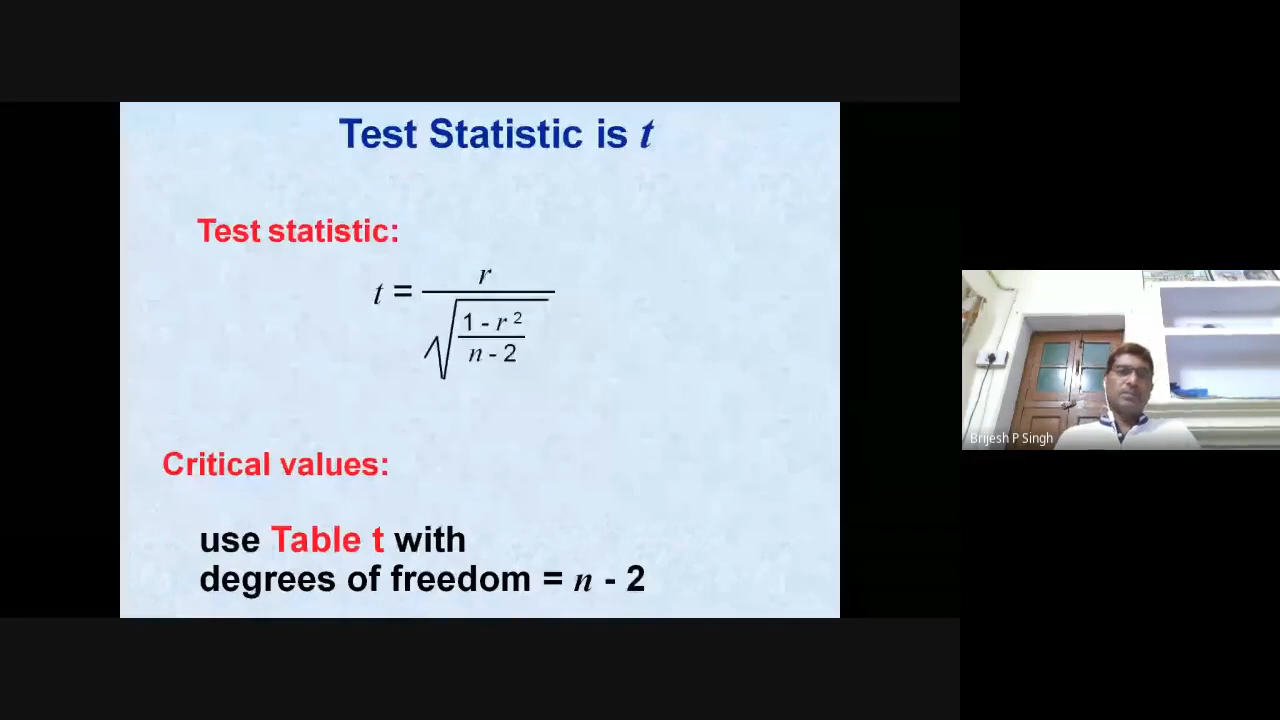 Test Statistic is t
Test statistic:
t = r / √((1 - r²)/(n - 2))
Critical values:
use Table t with
degrees of freedom = n - 2
Brijesh P Singh